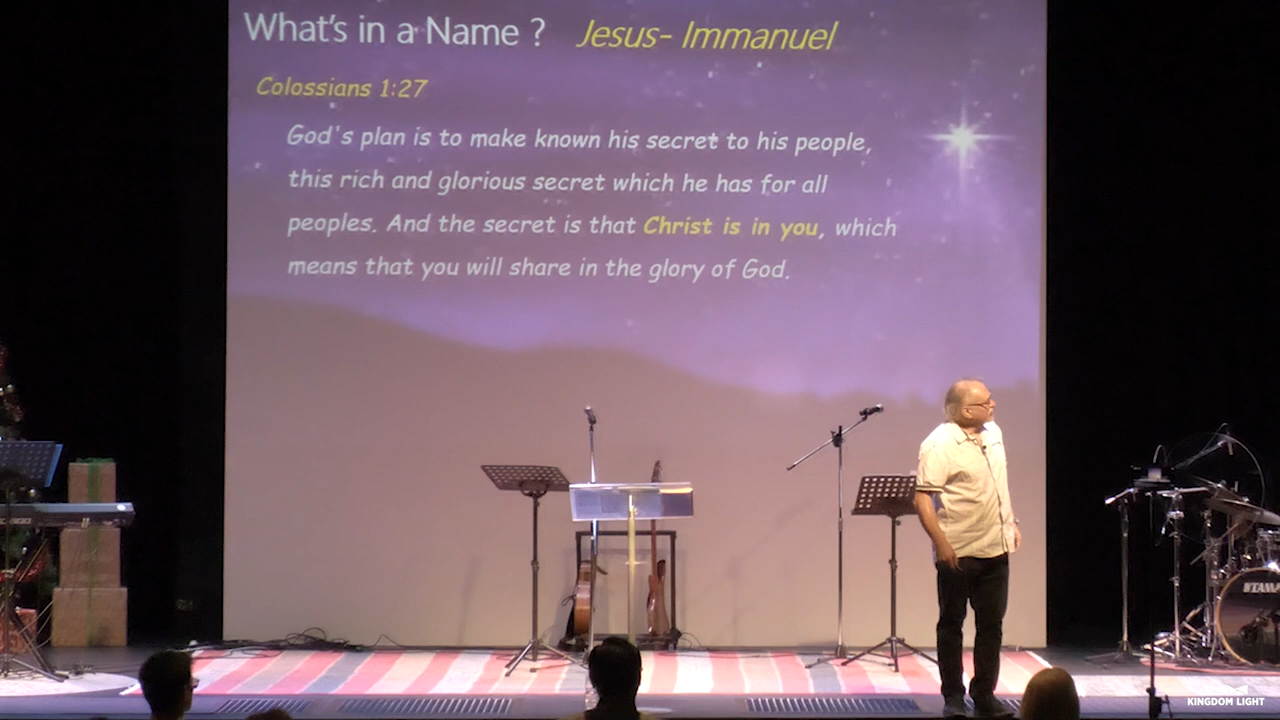 What's in a Name ? Jesus- Immanuel
Colossians 1:27
God's plan is to make known his secret to his people,
this rich and glorious secret which he has for all
peoples. And the secret is that Christ is in you, which
means that you will share in the glory of God.
TAMA
KINGDOM LIGHT